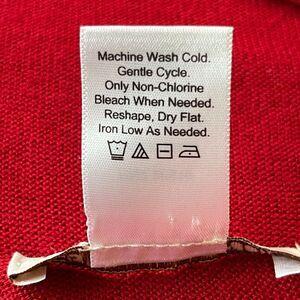 Machine Wash Cold.
Gentle Cycle.
Only Non-Chlorine
Bleach When Needed.
Reshape, Dry Flat.
Iron Low As Needed.